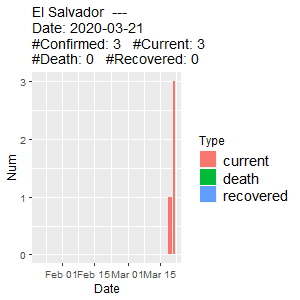 El Salvador  ---
Date: 2020-03-21
#Confirmed: 3   #Current: 3
#Death: 0   #Recovered: 0
3
2
1
0
Num
Feb 01 Feb 15 Mar 01 Mar 15
Date
Type
current
death
recovered